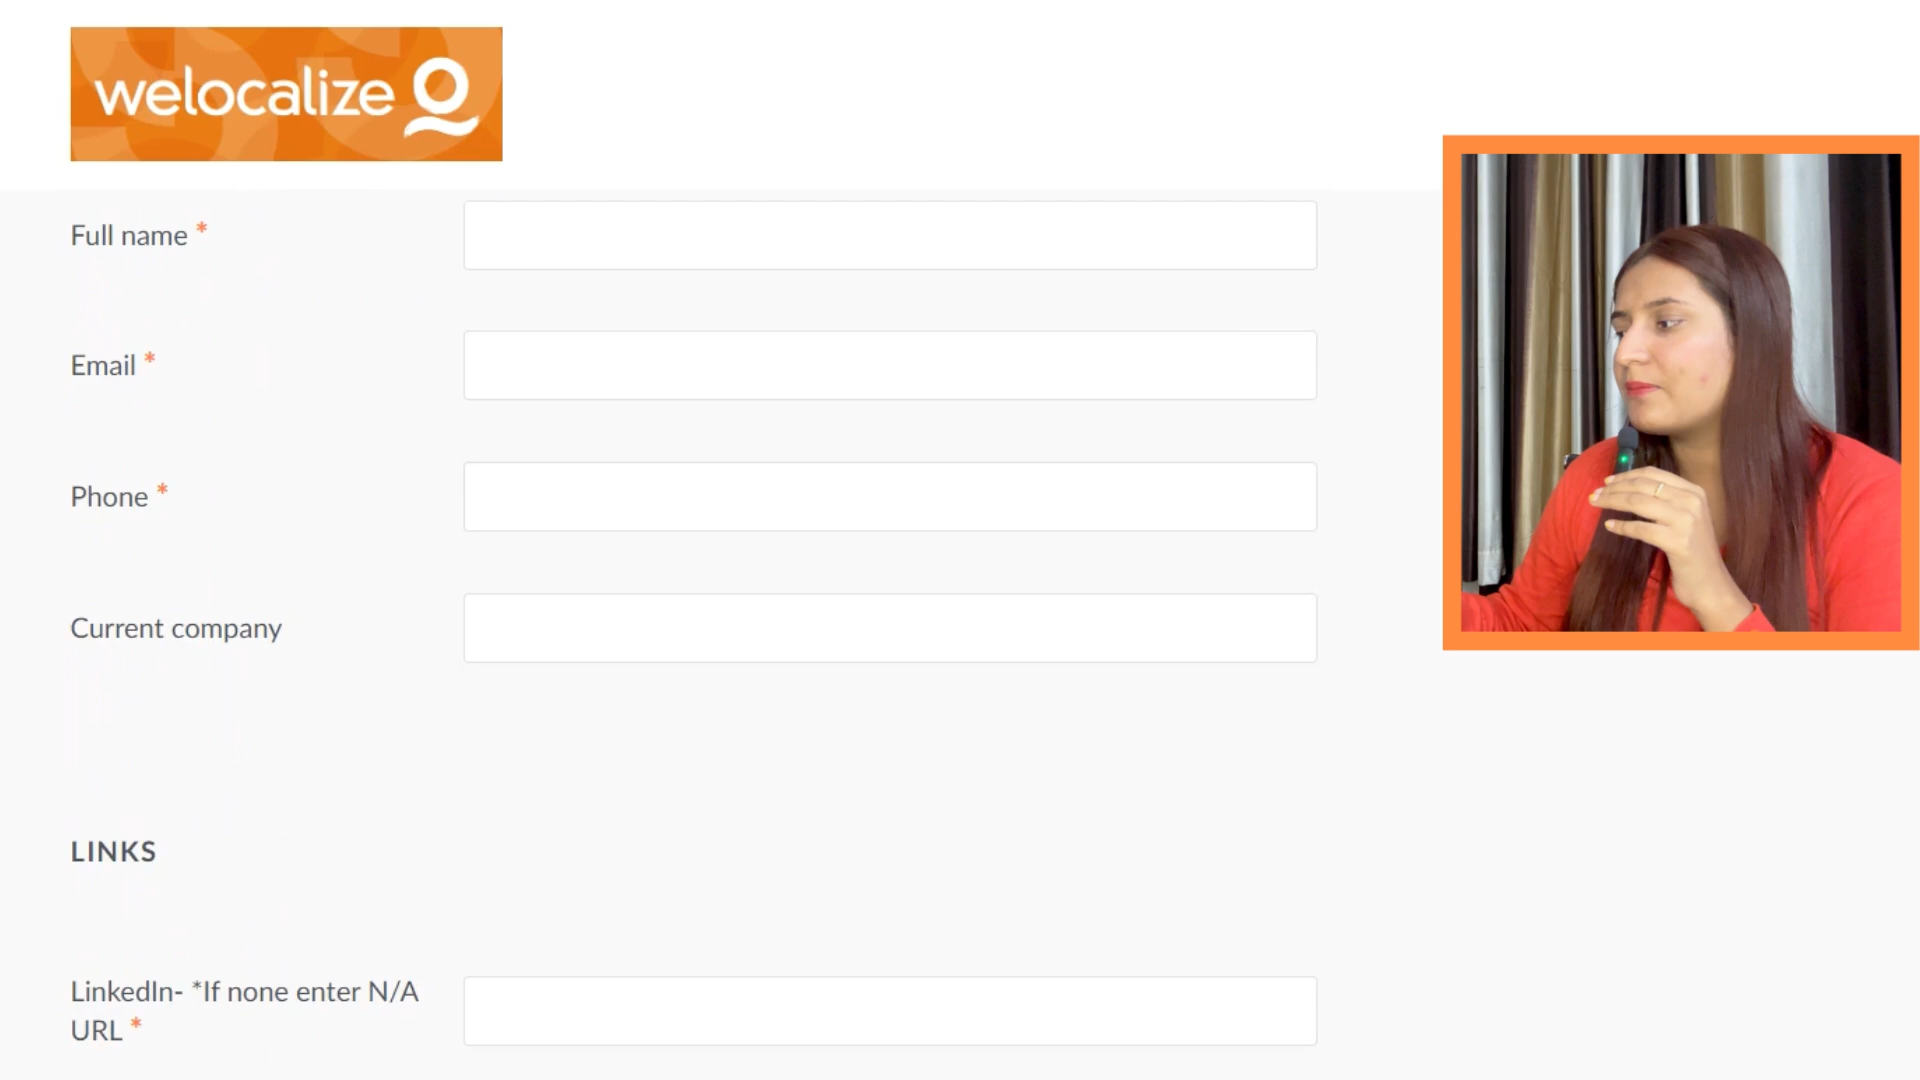 welocalize
Full name *
Email *
Phone *
Current company
LINKS
LinkedIn- *If none enter N/A
URL *